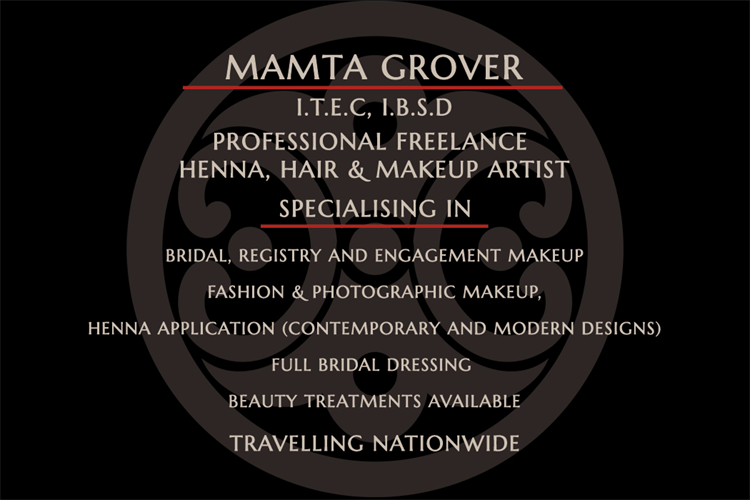 MAMTA GROVER
I.T.E.C, I.B.S.D
PROFESSIONAL FREELANCE
HENNA, HAIR & MAKEUP ARTIST
SPECIALISING IN
BRIDAL, REGISTRY AND ENGAGEMENT MAKEUP
FASHION & PHOTOGRAPHIC MAKEUP,
HENNA APPLICATION (CONTEMPORARY AND MODERN DESIGNS)
FULL BRIDAL DRESSING
BEAUTY TREATMENTS AVAILABLE
TRAVELLING NATIONWIDE